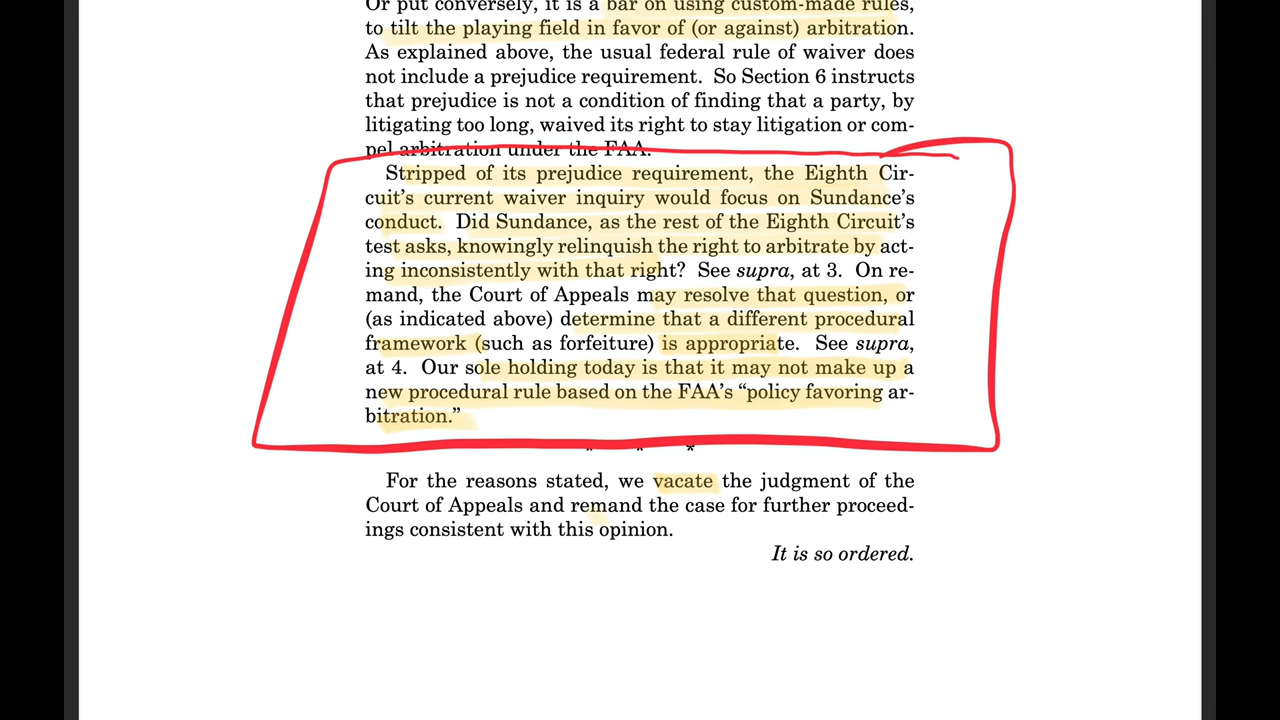 Or put conversely, it is a bar on using custom-made rules,
to tilt the playing field in favor of (or against) arbitration.
As explained above, the usual federal rule of waiver does
not include a prejudice requirement. So Section 6 instructs
that prejudice is not a condition of finding that a party, by
litigating too long, waived its right to stay litigation or com-
pel arbitration under the FAA.
Stripped of its prejudice requirement, the Eighth Cir-
cuit's current waiver inquiry would focus on Sundance's
conduct. Did Sundance, as the rest of the Eighth Circuit's
test asks, knowingly relinquish the right to arbitrate by act-
ing inconsistently with that right? See supra, at 3. On re-
mand, the Court of Appeals may resolve that question, or
(as indicated above) determine that a different procedural
framework (such as forfeiture) is appropriate. See supra,
at 4. Our sole holding today is that it may not make up a
new procedural rule based on the FAA's “policy favoring ar-
bitration.”
* * *
For the reasons stated, we vacate the judgment of the
Court of Appeals and remand the case for further proceed-
ings consistent with this opinion.
It is so ordered.